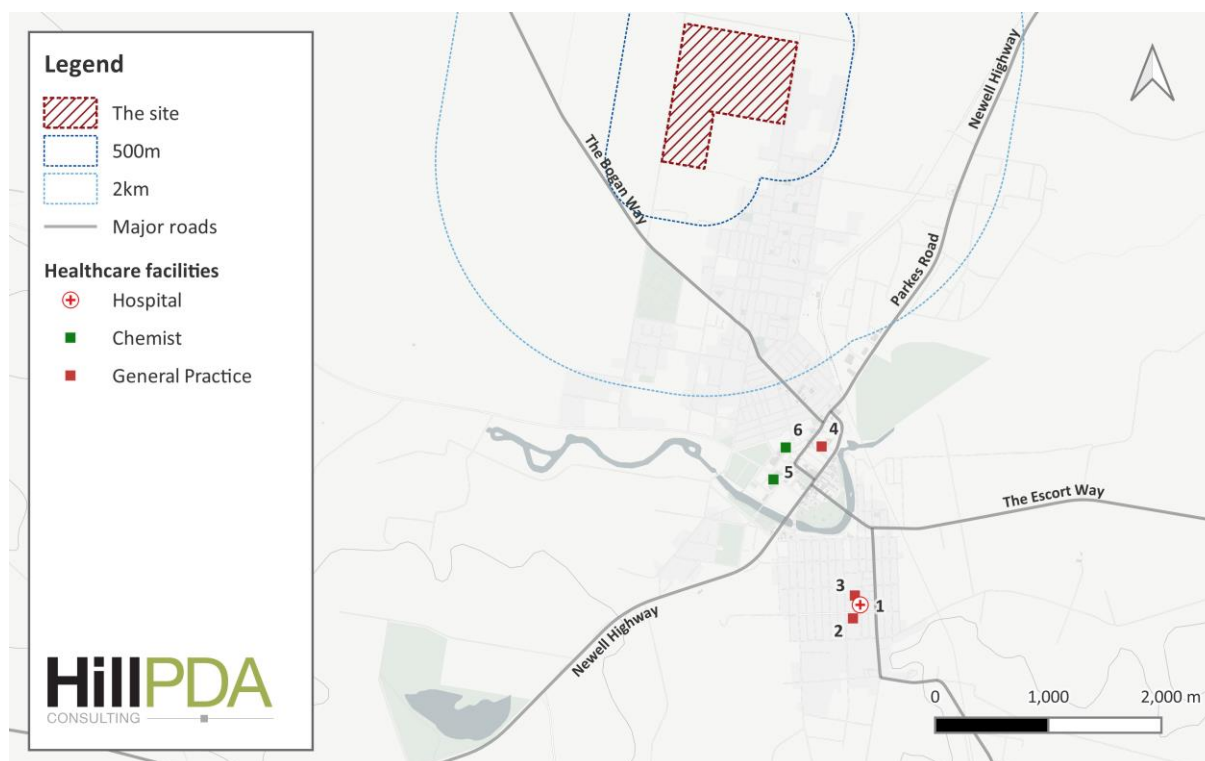 Legend
The site
500m
2km
Major roads
Healthcare facilities
Hospital
Chemist
General Practice
HillPDA
CONSULTING
The Bogan Way
Newell Highway
Parkes Road
6
4
5
The Escort Way
3
1
2
Newell Highway
0 1,000 2,000 m